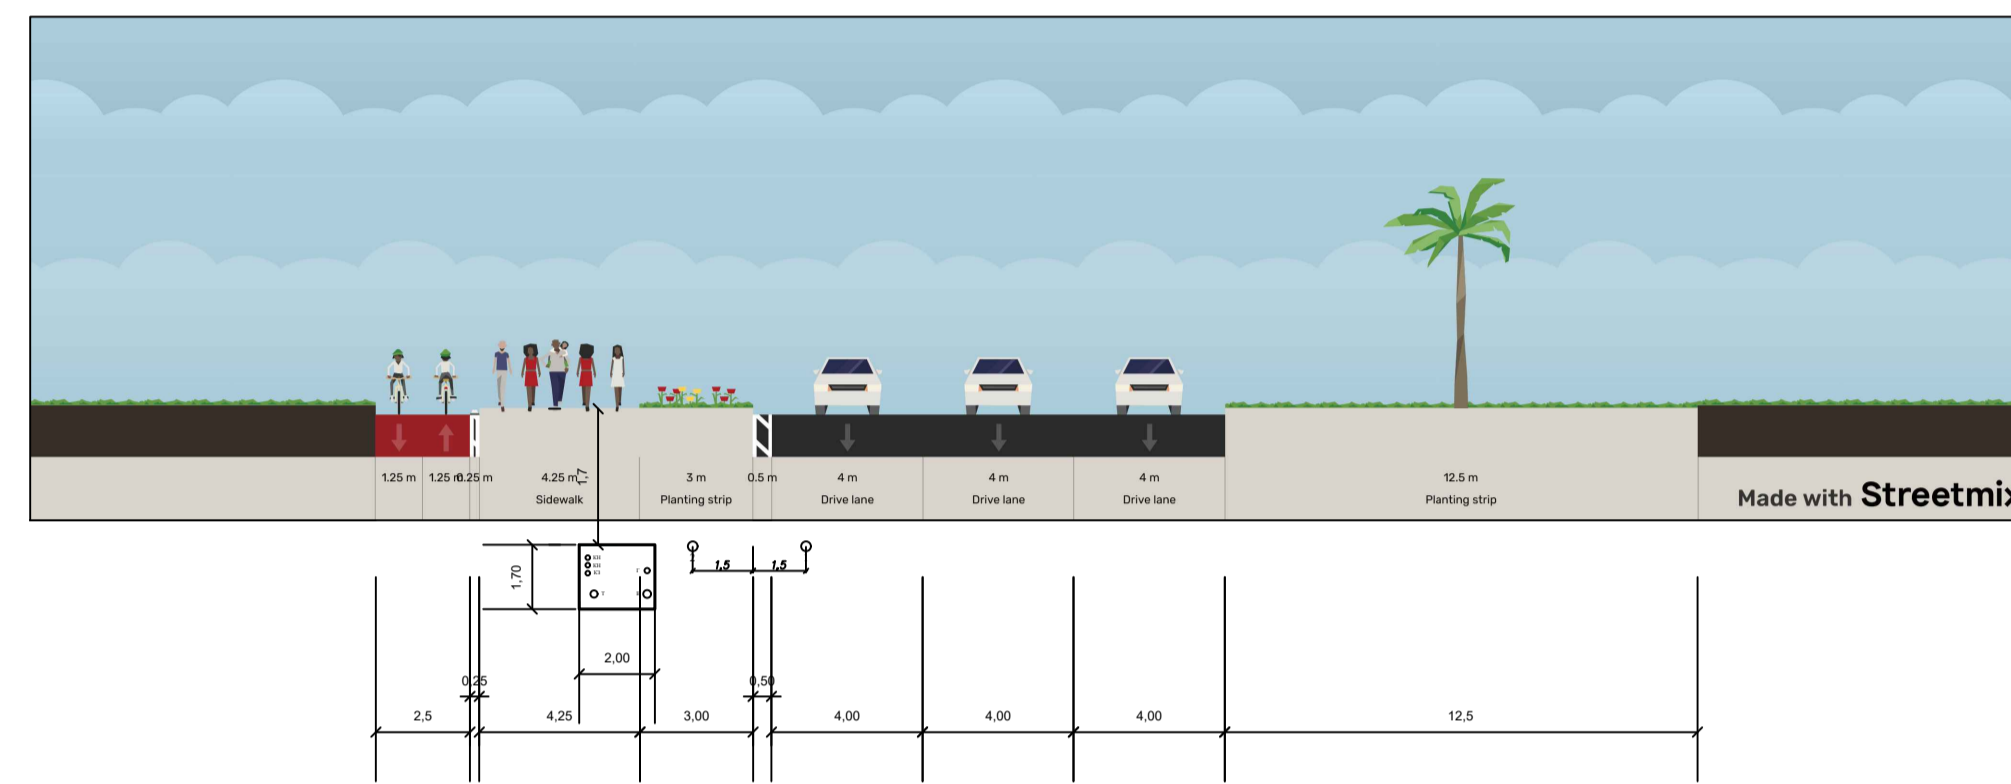 1.25 m 1.25 m 0.25 m 4.25 m 3 m 0.5 m 4 m 4 m 4 m 12.5 m
1,7
Sidewalk Planting strip Drive lane Drive lane Drive lane Planting strip
Made with Streetmix
1,70
1.5 1.5
2,00
0,25 0,50
2,5 4,25 3,00 4,00 4,00 4,00 12,5